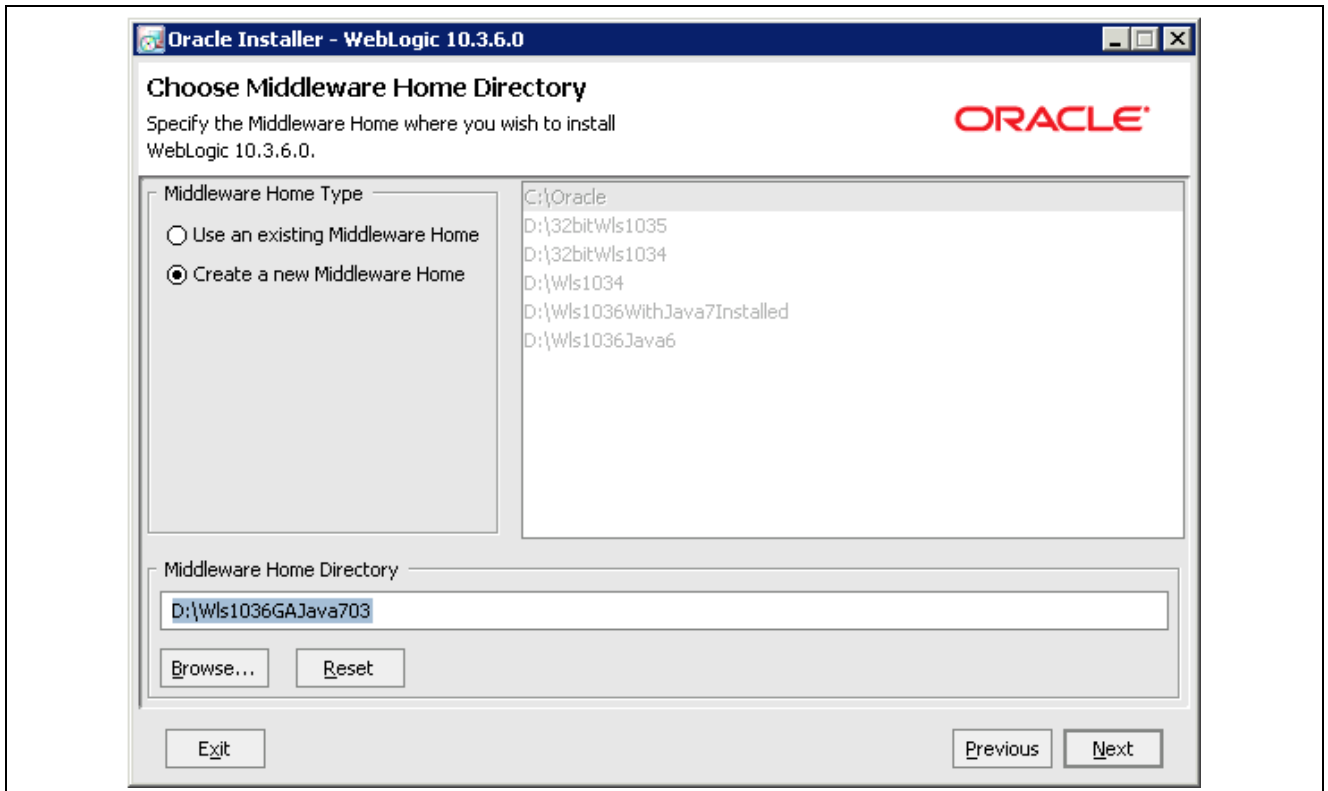 Oracle Installer - WebLogic 10.3.6.0
Choose Middleware Home Directory
Specify the Middleware Home where you wish to install
WebLogic 10.3.6.0.
ORACLE
Middleware Home Type
Use an existing Middleware Home
Create a new Middleware Home
C:\Oracle
D:\32bitWls1035
D:\32bitWls1034
D:\Wls1034
D:\Wls1036WithJava7Installed
D:\Wls1036Java6
Middleware Home Directory
D:\Wls1036GAJava703
Browse...
Reset
Exit
Previous
Next